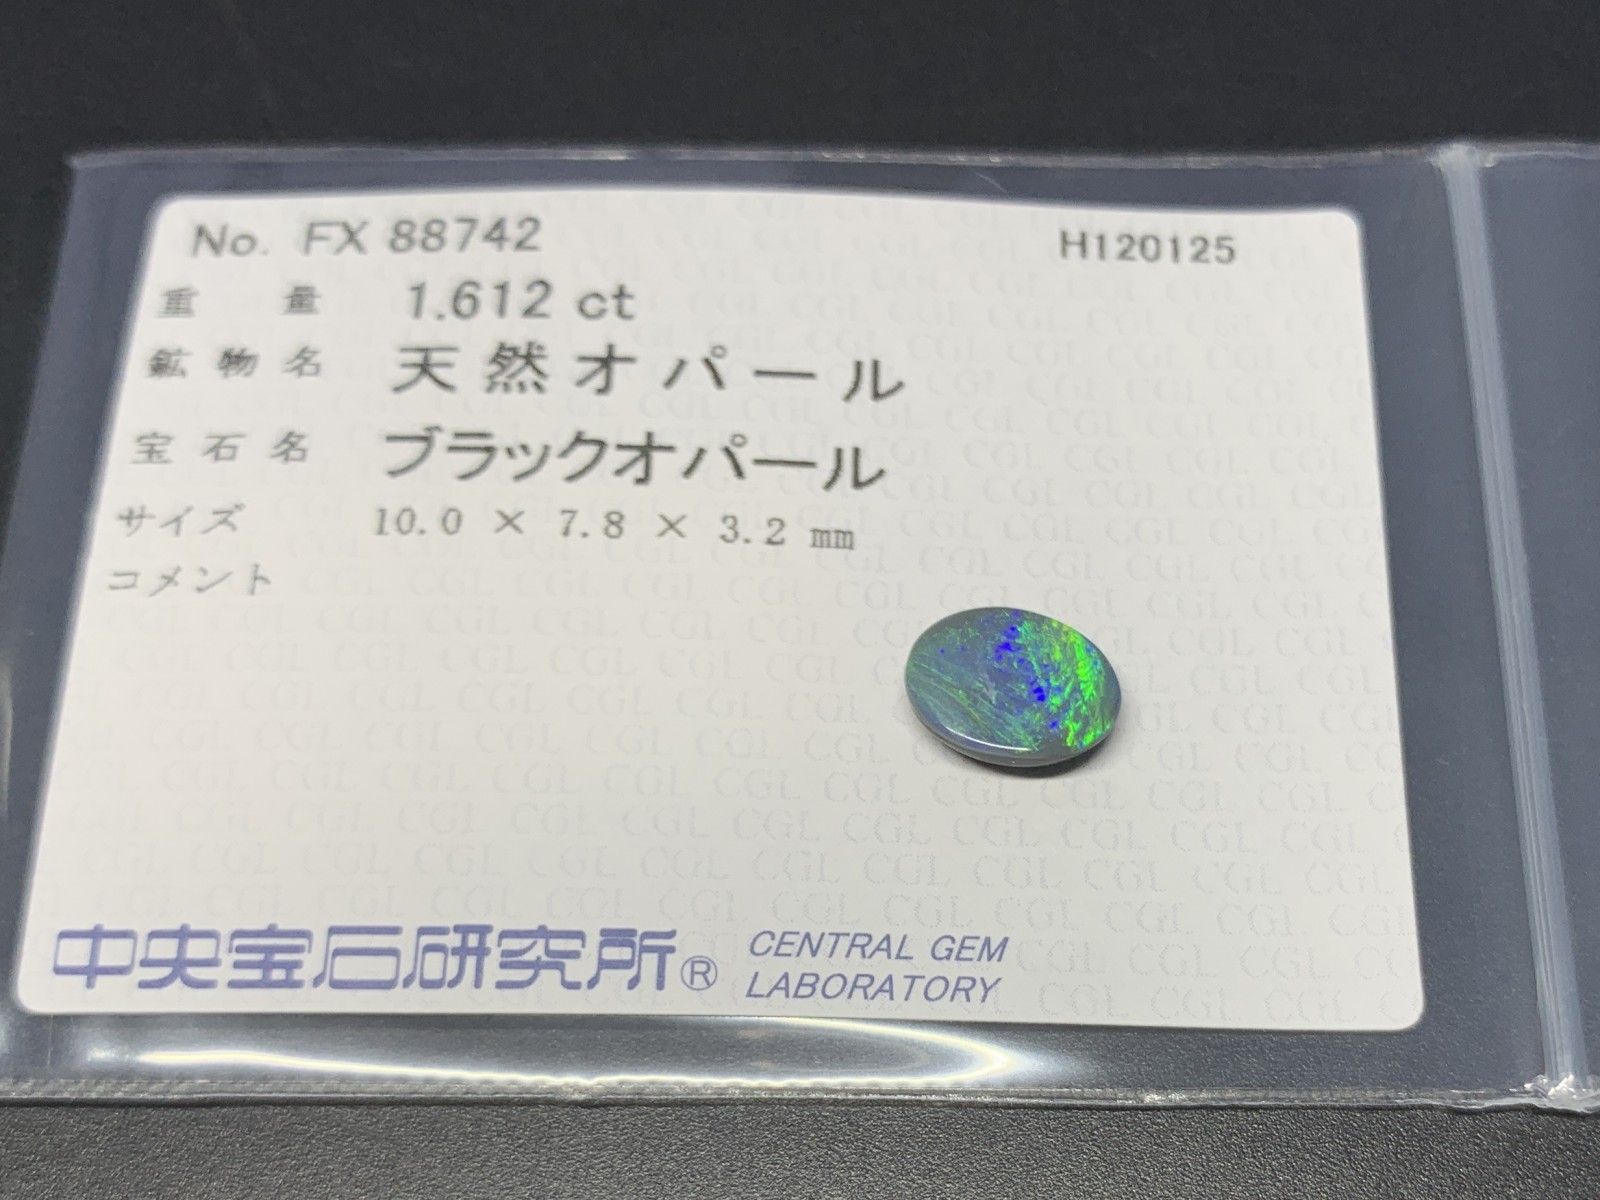 No. FX 88742 H120125
重 量 1.612 ct
鉱物名 天然オパール
宝石名 ブラックオパール
サイズ 10.0 × 7.8 × 3.2 mm
コメント
中央宝石研究所® CENTRAL GEM
LABORATORY